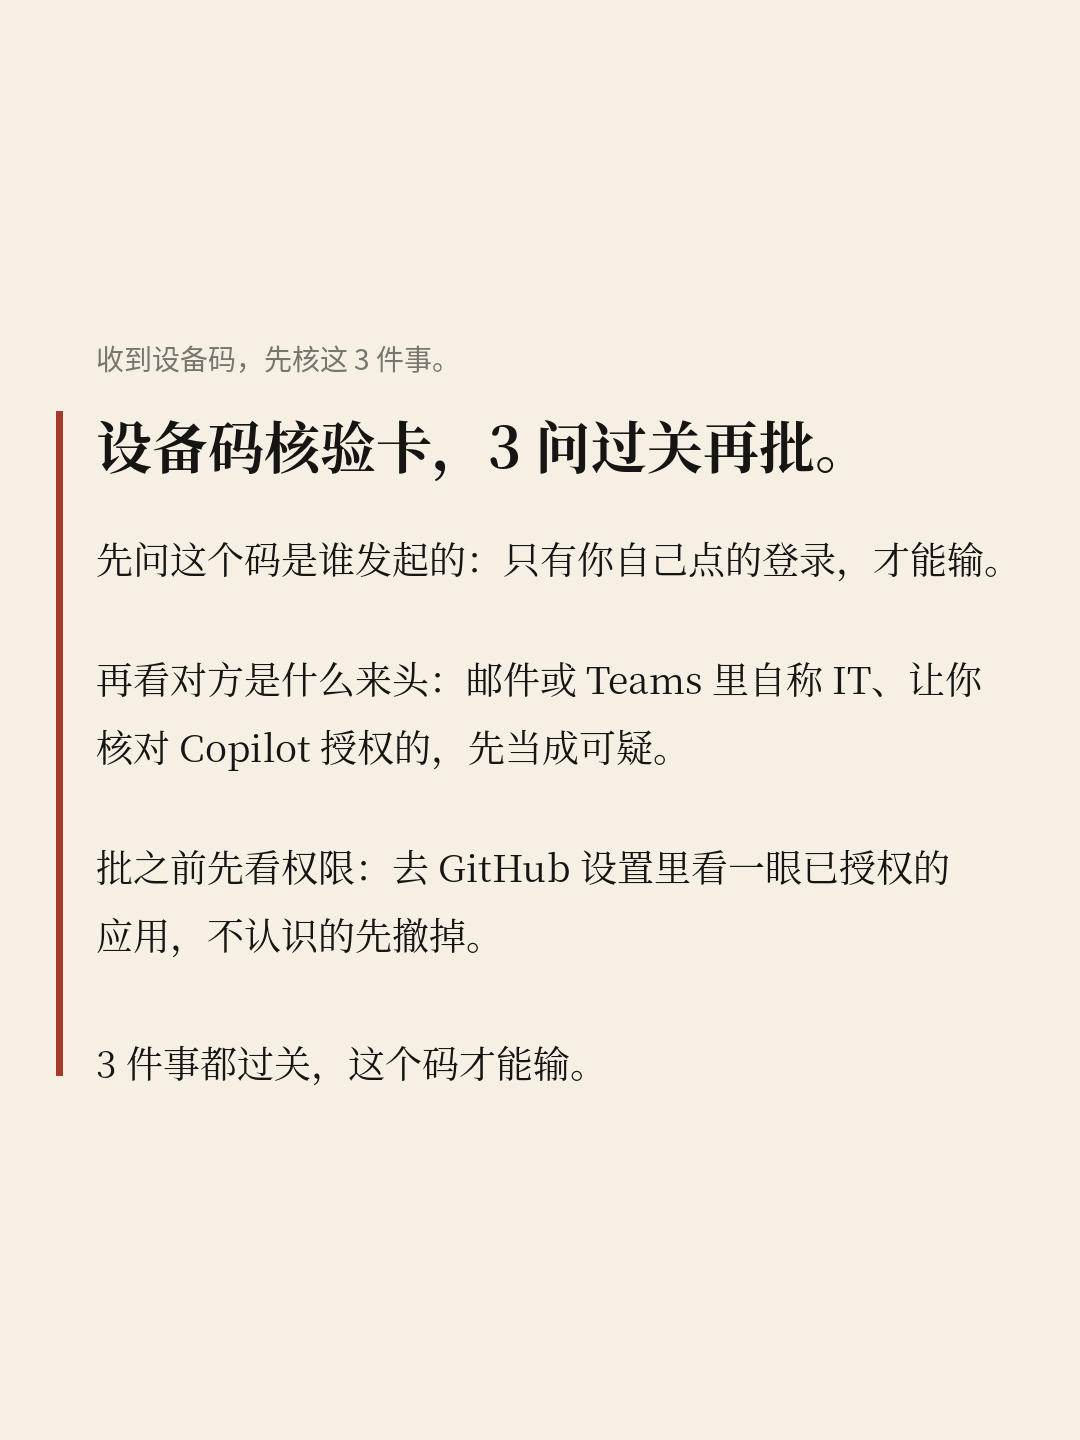 收到设备码，先核这 3 件事。
设备码核验卡，3 问过关再批。
先问这个码是谁发起的：只有你自己点的登录，才能输。
再看对方是什么来头：邮件或 Teams 里自称 IT、让你
核对 Copilot 授权的，先当成可疑。
批之前先看权限：去 GitHub 设置里看一眼已授权的
应用，不认识的先撤掉。
3 件事都过关，这个码才能输。